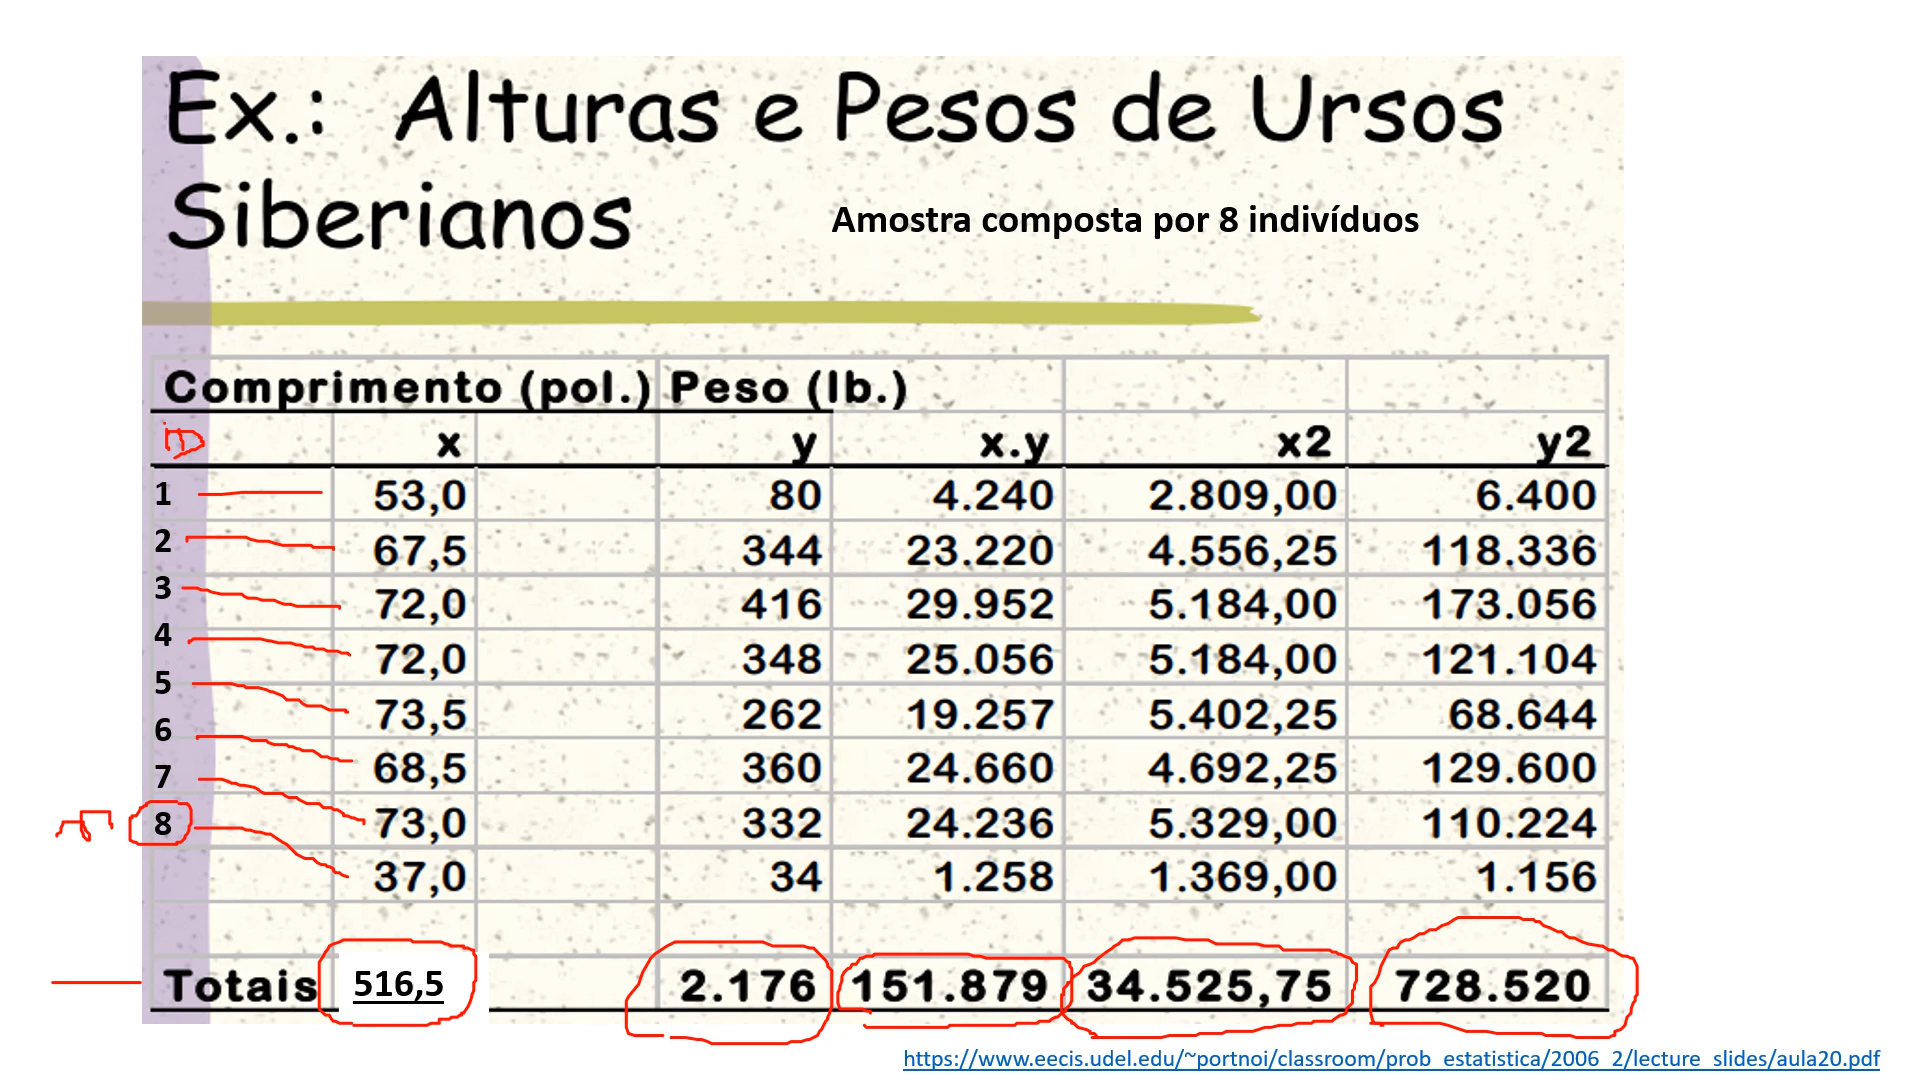 Ex.: Alturas e Pesos de Ursos
Siberianos
Amostra composta por 8 indivíduos
Comprimento (pol.) Peso (lb.)
ID x y x.y x2 y2
1 53,0 80 4.240 2.809,00 6.400
2 67,5 344 23.220 4.556,25 118.336
3 72,0 416 29.952 5.184,00 173.056
4 72,0 348 25.056 5.184,00 121.104
5 73,5 262 19.257 5.402,25 68.644
6 68,5 360 24.660 4.692,25 129.600
7 73,0 332 24.236 5.329,00 110.224
8 37,0 34 1.258 1.369,00 1.156
Totais 516,5 2.176 151.879 34.525,75 728.520
https://www.eecis.udel.edu/~portnoi/classroom/prob_estatistica/2006_2/lecture_slides/aula20.pdf